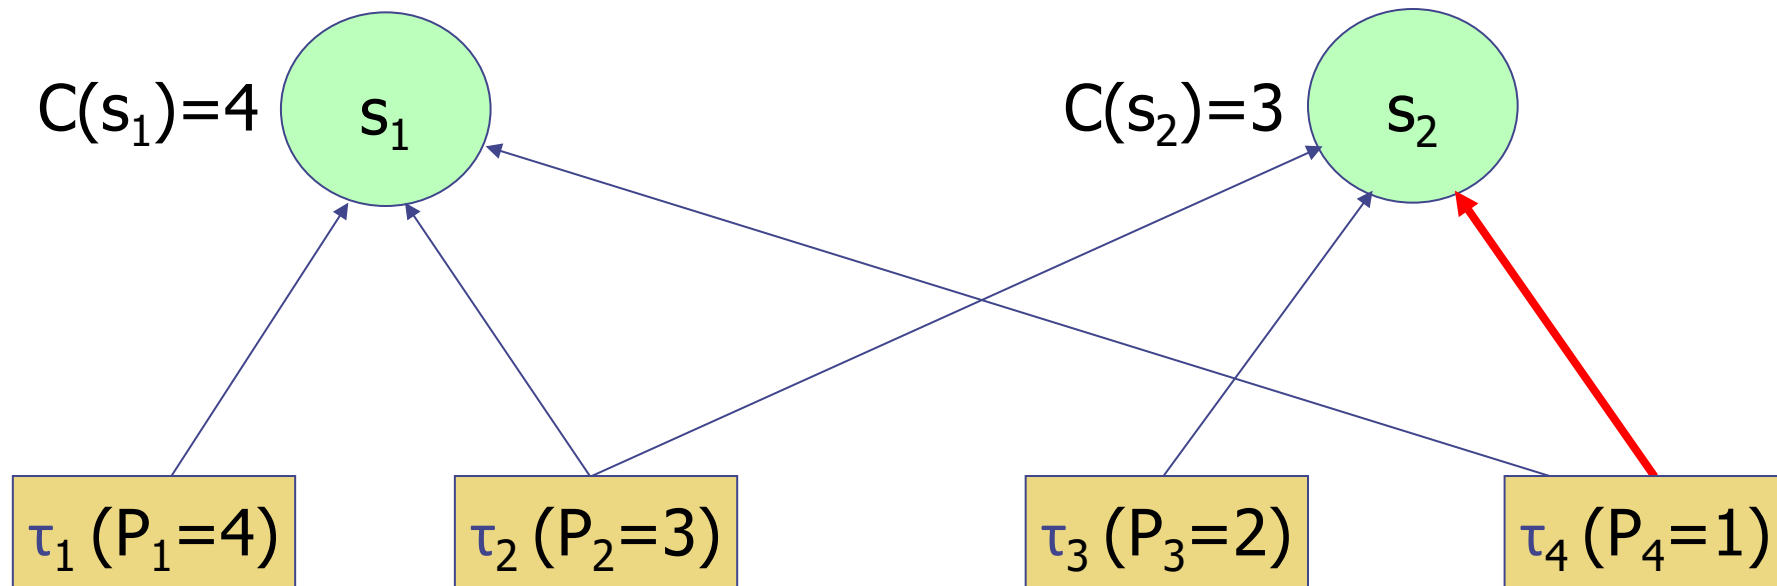 C(s₁)=4
s₁
C(s₂)=3
s₂
τ₁ (P₁=4)
τ₂ (P₂=3)
τ₃ (P₃=2)
τ₄ (P₄=1)